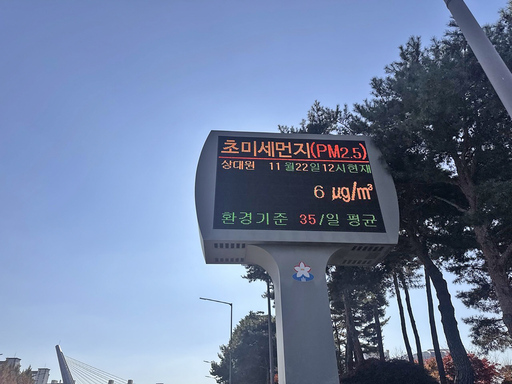 초미세먼지(PM2.5)
상대원 11월22일12시현재
6 μg/m³
환경기준 35/일 평균